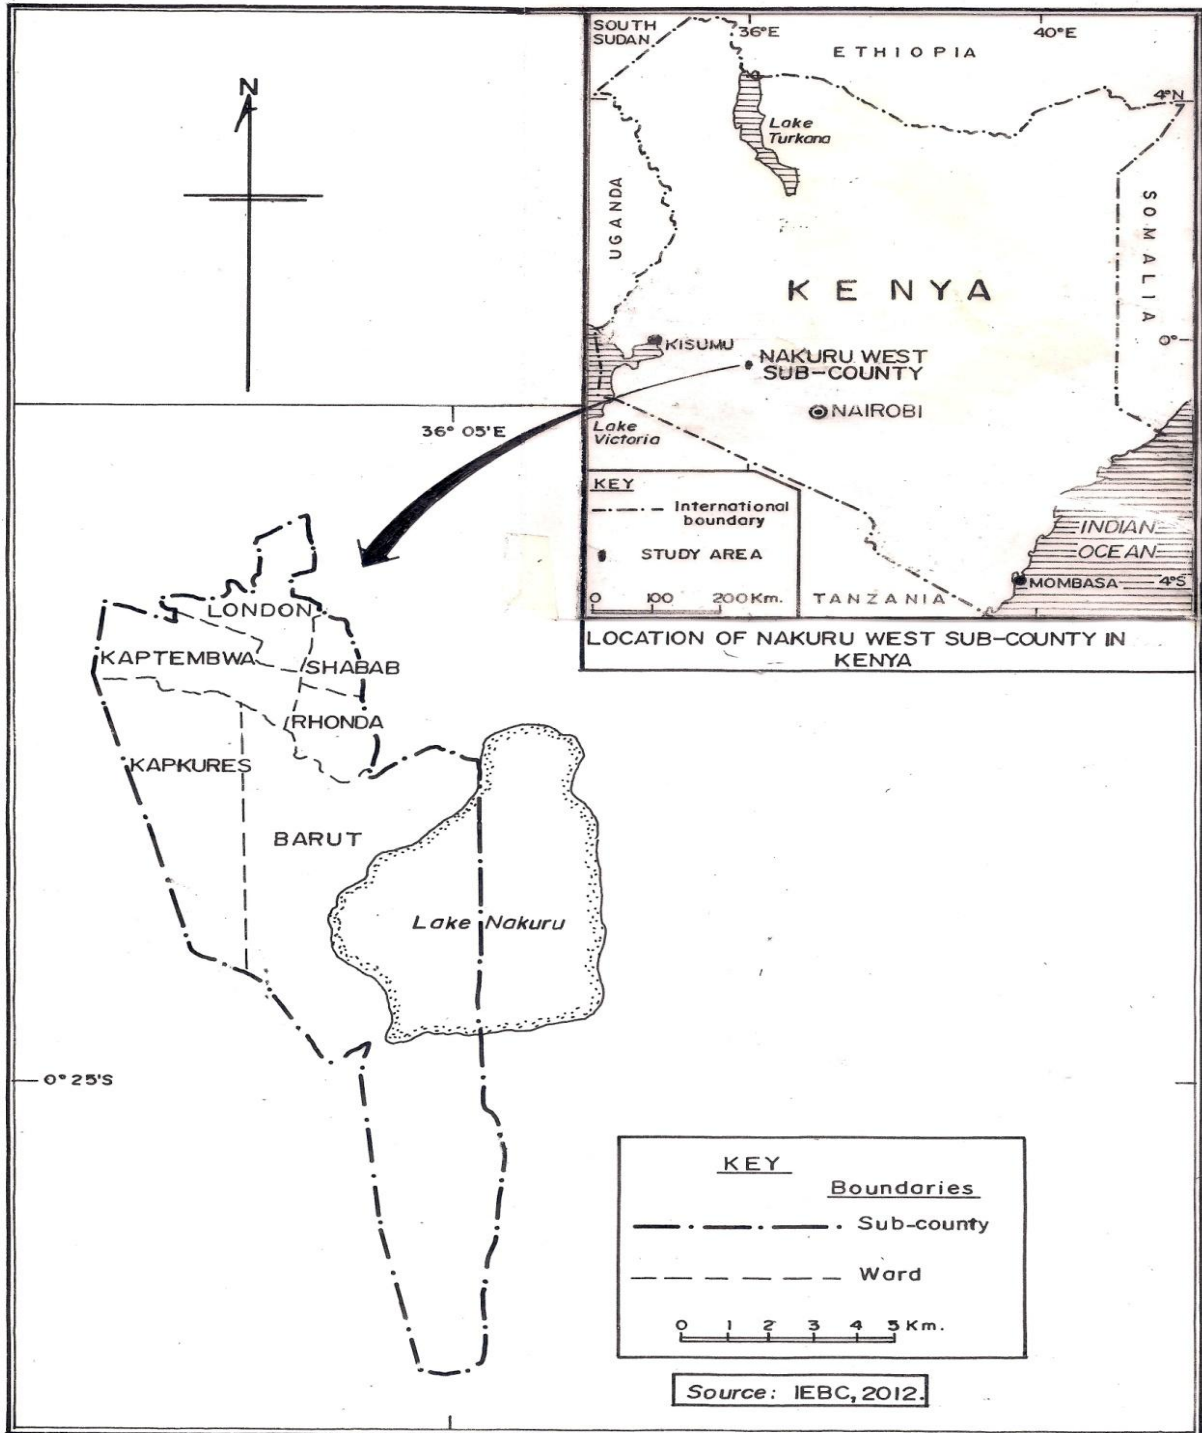 N
SOUTH
SUDAN
36°E
40°E
ETHIOPIA
4°N
Lake
Turkana
UGANDA
SOMALIA
KENYA
KISUMU
0°
NAKURU WEST
SUB-COUNTY
NAIROBI
Lake
Victoria
KEY
International
boundary
STUDY AREA
0 100 200 Km.
TANZANIA
INDIAN
OCEAN
MOMBASA
4°S
LOCATION OF NAKURU WEST SUB-COUNTY IN
KENYA
36° 05'E
LONDON
KAPTEMBWA
SHABAB
RHONDA
KAPKURES
BARUT
Lake Nakuru
0° 25'S
KEY
Boundaries
Sub-county
Ward
0 1 2 3 4 5 Km.
Source: IEBC, 2012.